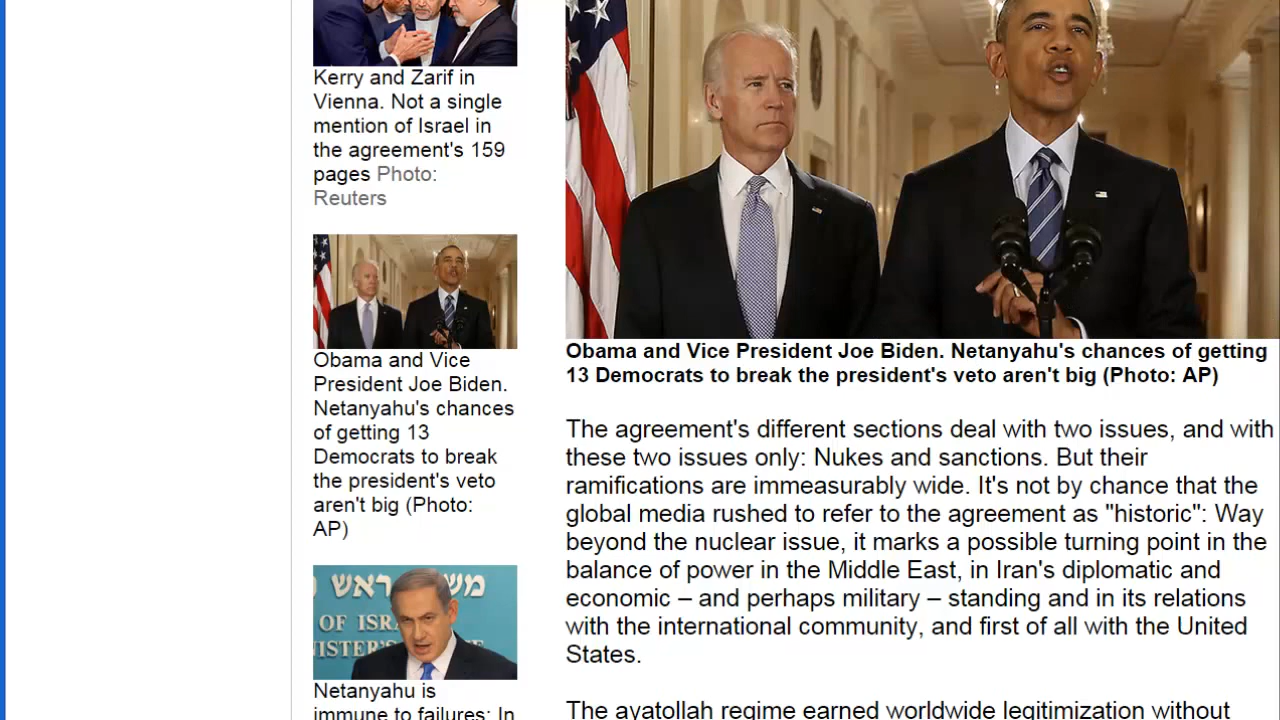 Kerry and Zarif in
Vienna. Not a single
mention of Israel in
the agreement's 159
pages Photo:
Reuters
Obama and Vice
President Joe Biden.
Netanyahu's chances
of getting 13
Democrats to break
the president's veto
aren't big (Photo:
AP)
משרד ראש
OF ISRA
NISTER'S
Netanyahu is
immune to failures: In
Obama and Vice President Joe Biden. Netanyahu's chances of getting
13 Democrats to break the president's veto aren't big (Photo: AP)
The agreement's different sections deal with two issues, and with
these two issues only: Nukes and sanctions. But their
ramifications are immeasurably wide. It's not by chance that the
global media rushed to refer to the agreement as "historic": Way
beyond the nuclear issue, it marks a possible turning point in the
balance of power in the Middle East, in Iran's diplomatic and
economic – and perhaps military – standing and in its relations
with the international community, and first of all with the United
States.
The ayatollah regime earned worldwide legitimization without